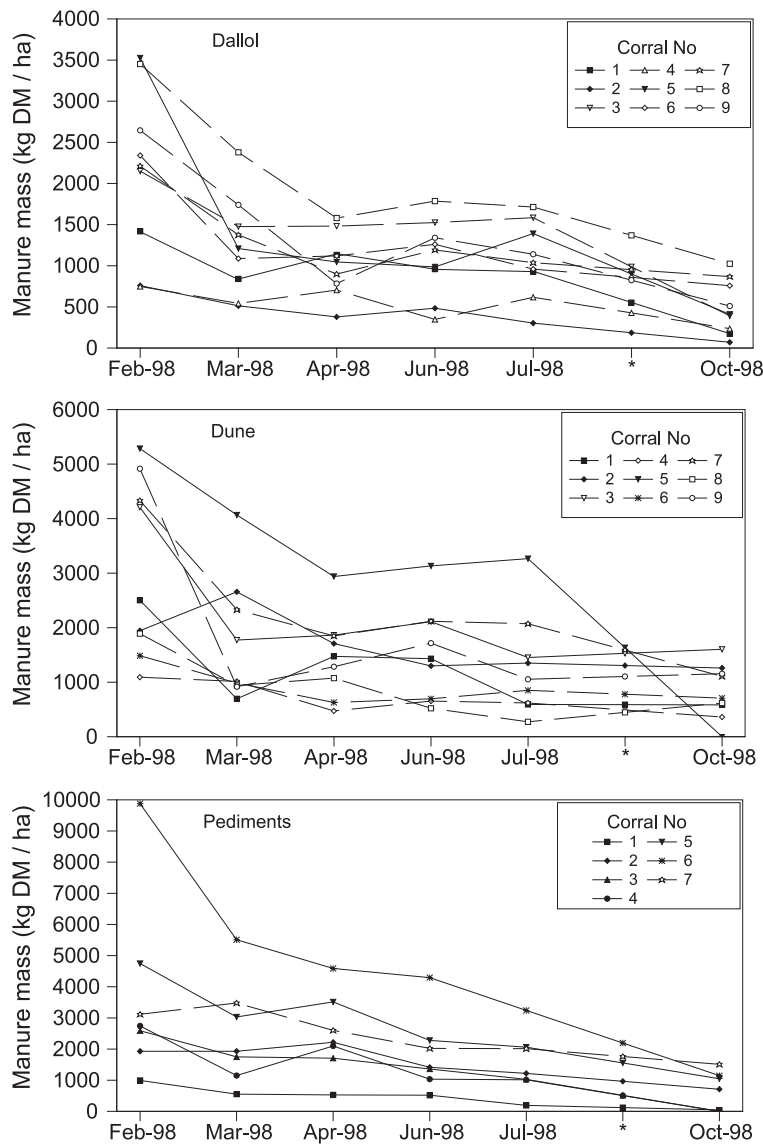 4000
3500
3000
2500
2000
1500
1000
500
0
Manure mass (kg DM / ha)
Dallol
Corral No
1 4 7
2 5 8
3 6 9
Feb-98 Mar-98 Apr-98 Jun-98 Jul-98 * Oct-98
6000
5000
4000
3000
2000
1000
0
Manure mass (kg DM / ha)
Dune
Corral No
1 4 7
2 5 8
3 6 9
Feb-98 Mar-98 Apr-98 Jun-98 Jul-98 * Oct-98
10000
9000
8000
7000
6000
5000
4000
3000
2000
1000
0
Manure mass (kg DM / ha)
Pediments
Corral No
1 5
2 6
3 7
4
Feb-98 Mar-98 Apr-98 Jun-98 Jul-98 * Oct-98